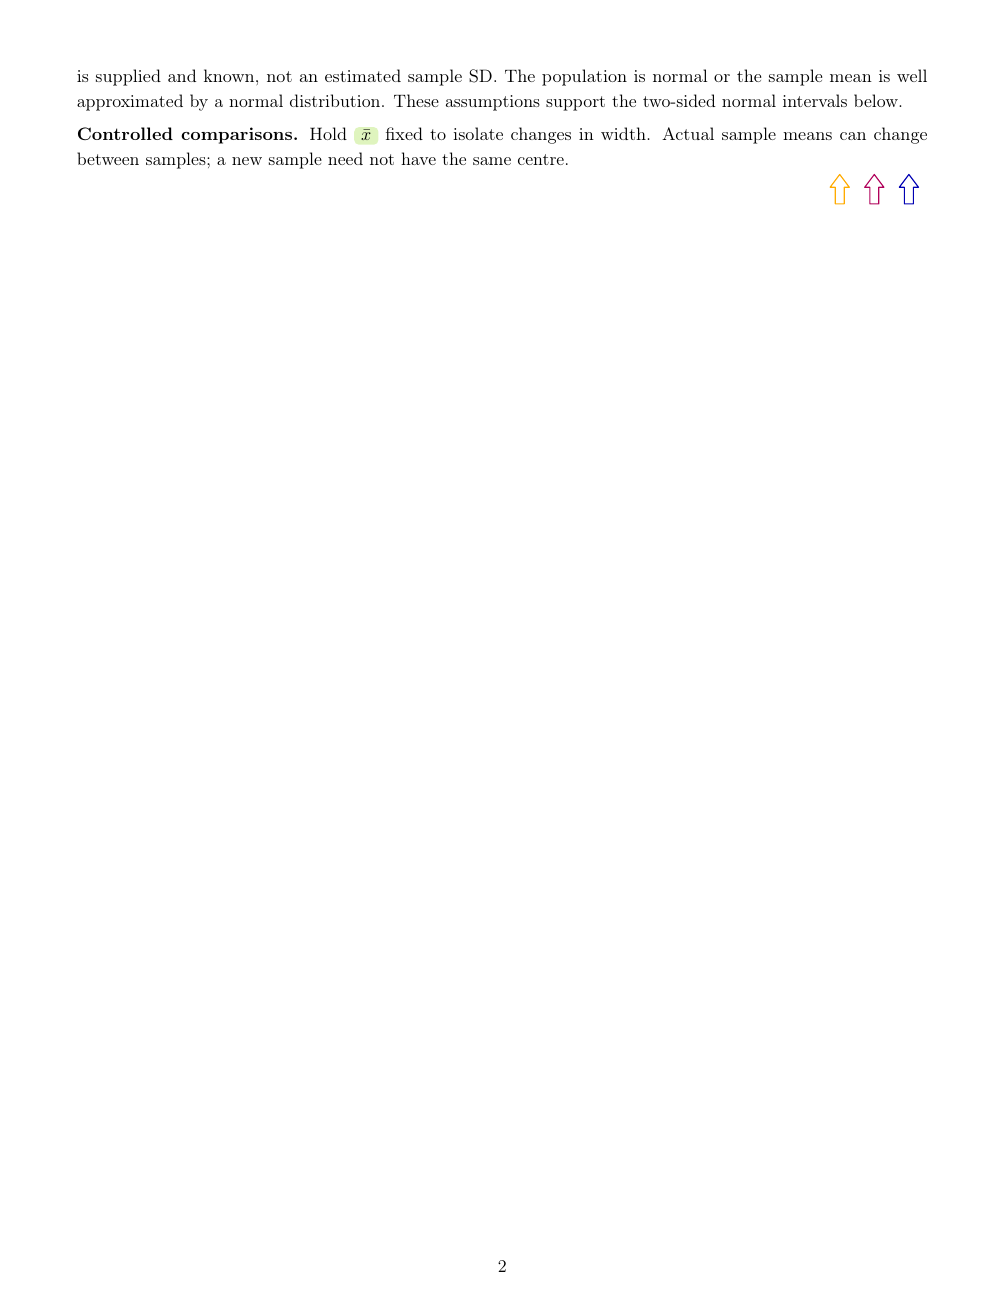 is supplied and known, not an estimated sample SD. The population is normal or the sample mean is well
approximated by a normal distribution. These assumptions support the two-sided normal intervals below.
Controlled comparisons. Hold x̄ fixed to isolate changes in width. Actual sample means can change
between samples; a new sample need not have the same centre.
2